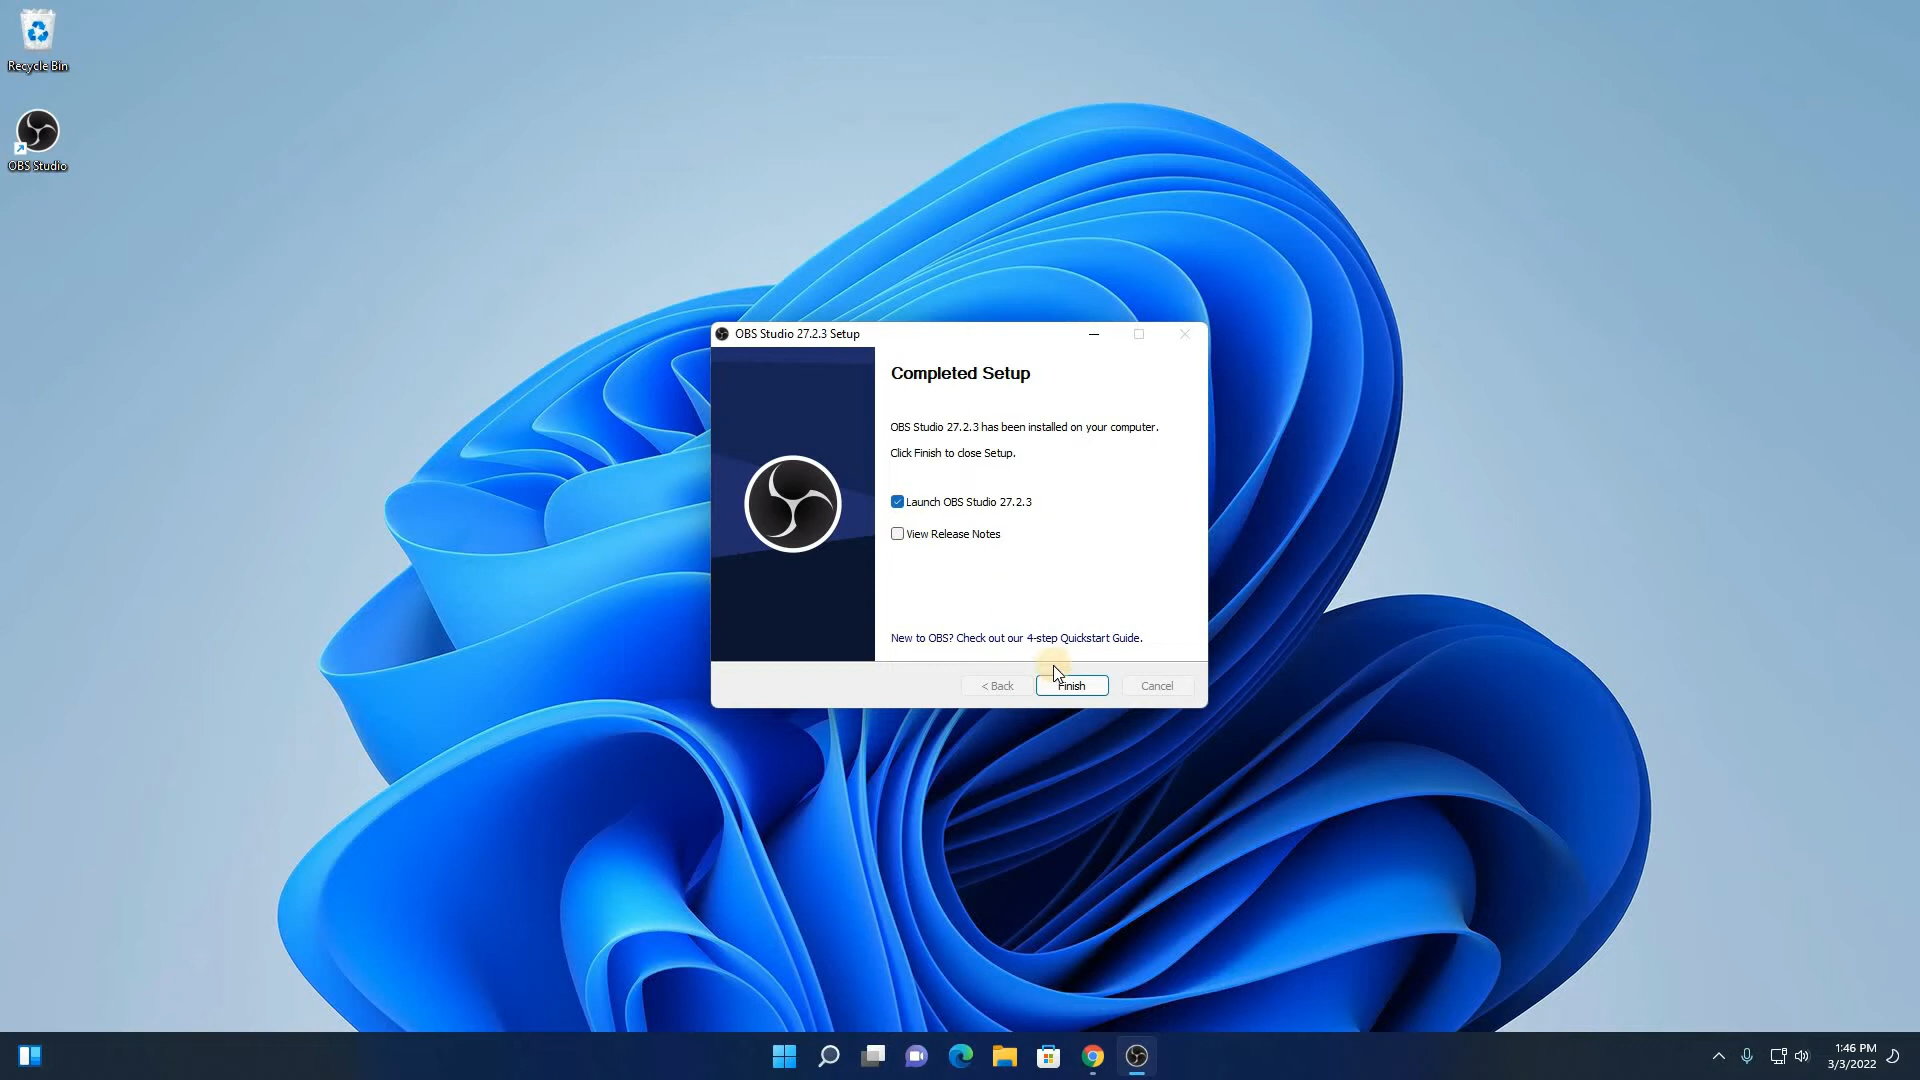 Recycle Bin
OBS Studio
OBS Studio 27.2.3 Setup
Completed Setup
OBS Studio 27.2.3 has been installed on your computer.
Click Finish to close Setup.
Launch OBS Studio 27.2.3
View Release Notes
New to OBS? Check out our 4-step Quickstart Guide.
< Back
Finish
Cancel
1:46 PM
3/3/2022